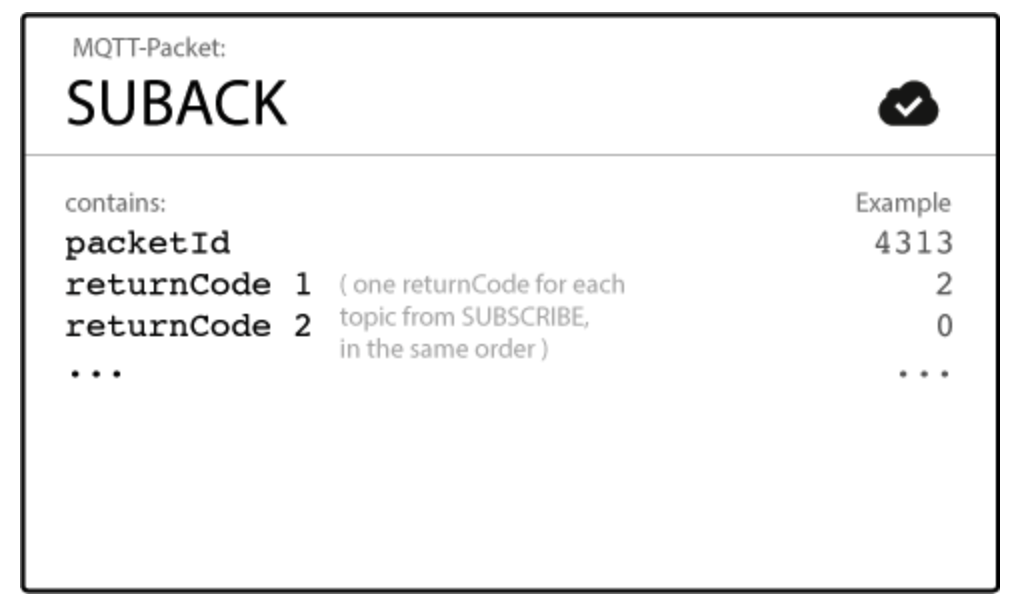 MQTT-Packet:
SUBACK
contains: Example
packetId 4313
returnCode 1 ( one returnCode for each 2
returnCode 2 topic from SUBSCRIBE, 0
in the same order )
... ...